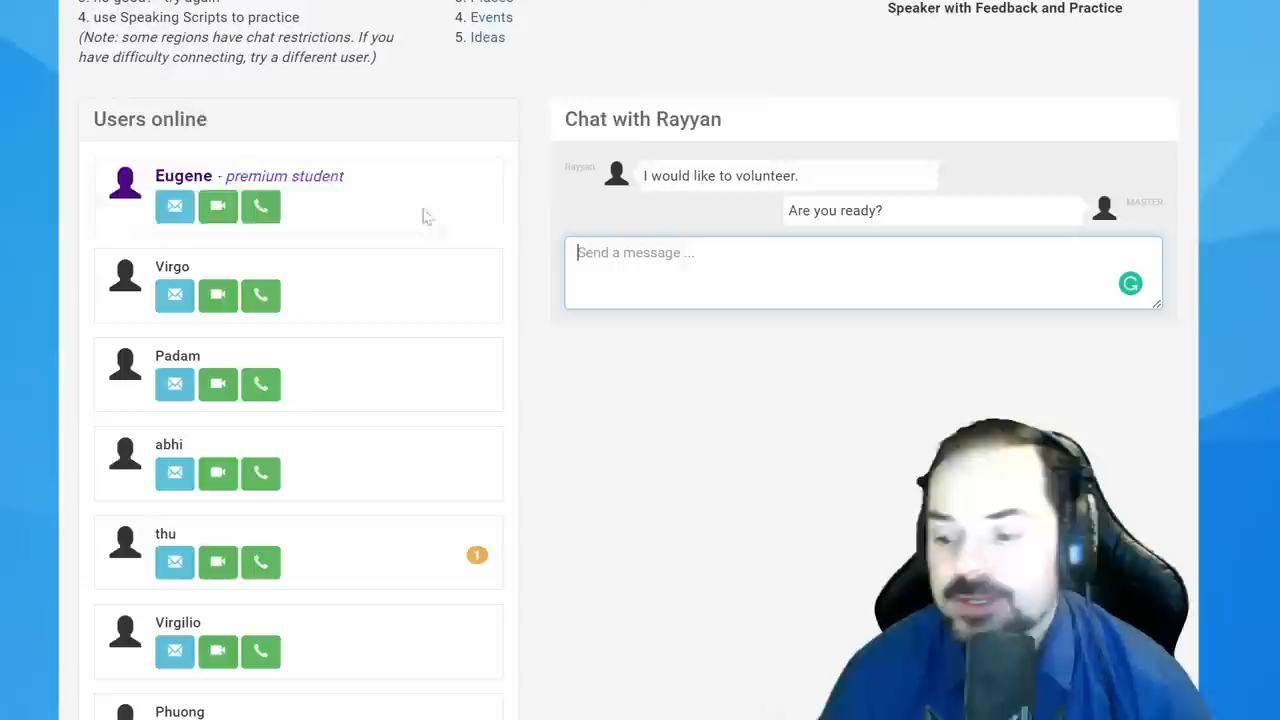 4. use Speaking Scripts to practice
(Note: some regions have chat restrictions. If you
have difficulty connecting, try a different user.)
4. Events
5. Ideas
Speaker with Feedback and Practice
Users online
Eugene - premium student
Virgo
Padam
abhi
thu
1
Virgilio
Phuong
Chat with Rayyan
Rayyan
I would like to volunteer.
Are you ready?
MASTER
Send a message ...